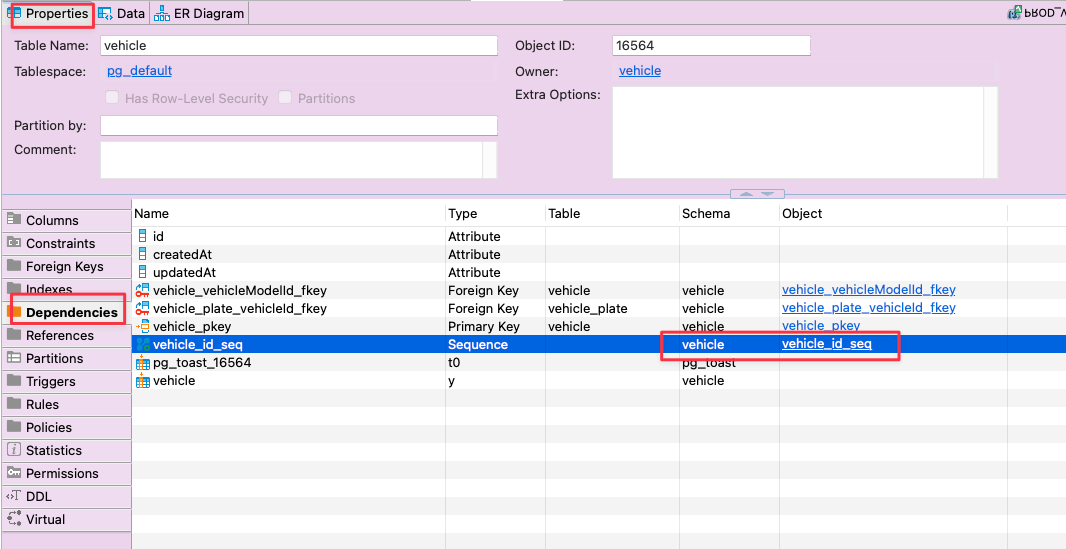 Properties Data ER Diagram
Table Name: vehicle Object ID: 16564
Tablespace: pg_default Owner: vehicle
Has Row-Level Security Partitions Extra Options:
Partition by:
Comment:
Name Type Table Schema Object
Columns
Constraints
Foreign Keys
Indexes
Dependencies
References
Partitions
Triggers
Rules
Policies
Statistics
Permissions
DDL
Virtual
id Attribute
createdAt Attribute
updatedAt Attribute
vehicle_vehicleModelId_fkey Foreign Key vehicle vehicle vehicle_vehicleModelId_fkey
vehicle_plate_vehicleId_fkey Foreign Key vehicle_plate vehicle vehicle_plate_vehicleId_fkey
vehicle_pkey Primary Key vehicle vehicle vehicle_pkey
vehicle_id_seq Sequence vehicle vehicle_id_seq
pg_toast_16564 t0 pg_toast
vehicle y vehicle